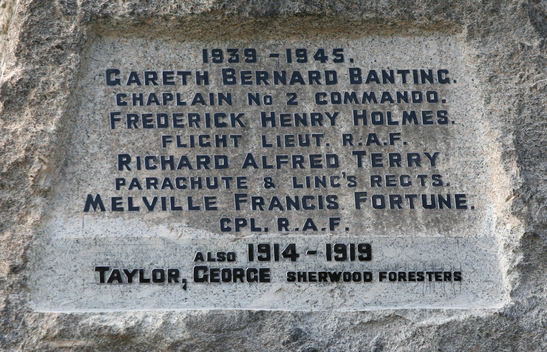 1939 - 1945.
GARETH BERNARD BANTING.
CHAPLAIN No 2 COMMANDO.
FREDERICK HENRY HOLMES.
FLIGHT LIEUT. R.A.F.
RICHARD ALFRED TERRY
PARACHUTE & LINC'S REGTS.
MELVILLE FRANCIS FORTUNE.
CPL. R.A.F.
ALSO 1914 - 1919
TAYLOR, GEORGE SHERWOOD FORESTERS